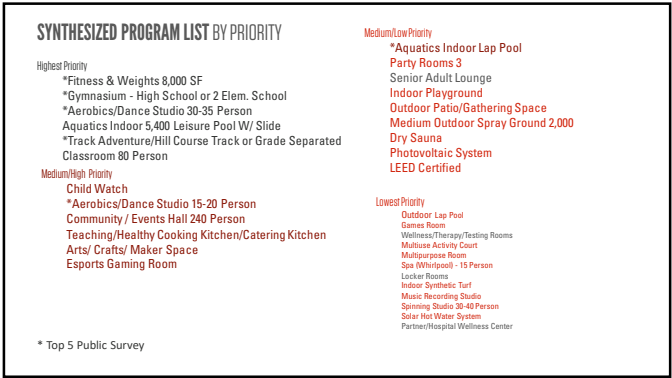 SYNTHESIZED PROGRAM LIST BY PRIORITY
Highest Priority
*Fitness & Weights 8,000 SF
*Gymnasium - High School or 2 Elem. School
*Aerobics/Dance Studio 30-35 Person
Aquatics Indoor 5,400 Leisure Pool W/ Slide
*Track Adventure/Hill Course Track or Grade Separated
Classroom 80 Person
Medium/High Priority
Child Watch
*Aerobics/Dance Studio 15-20 Person
Community / Events Hall 240 Person
Teaching/Healthy Cooking Kitchen/Catering Kitchen
Arts/ Crafts/ Maker Space
Esports Gaming Room
* Top 5 Public Survey
Medium/Low Priority
*Aquatics Indoor Lap Pool
Party Rooms 3
Senior Adult Lounge
Indoor Playground
Outdoor Patio/Gathering Space
Medium Outdoor Spray Ground 2,000
Dry Sauna
Photovoltaic System
LEED Certified
Lowest Priority
Outdoor Lap Pool
Games Room
Wellness/Therapy/Testing Rooms
Multiuse Activity Court
Multipurpose Room
Spa (Whirlpool) - 15 Person
Locker Rooms
Indoor Synthetic Turf
Music Recording Studio
Spinning Studio 30-40 Person
Solar Hot Water System
Partner/Hospital Wellness Center